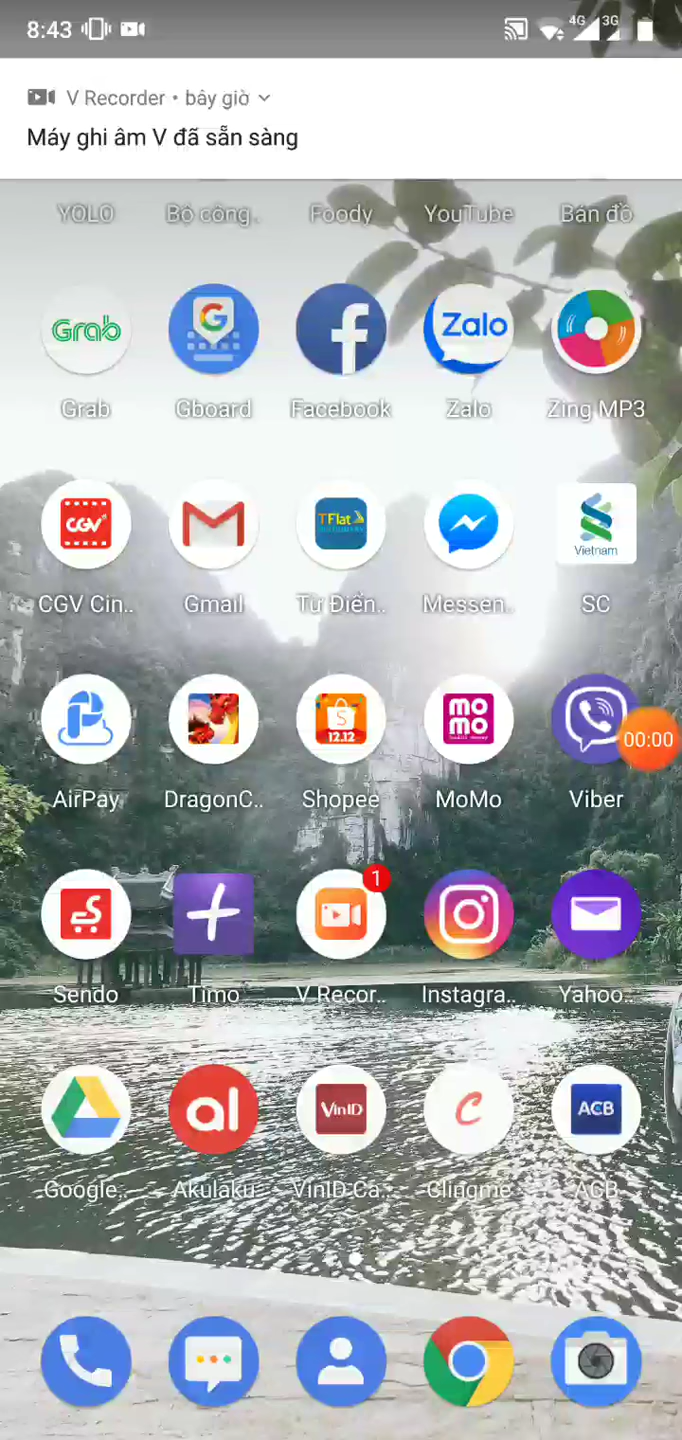 8:43
4G 3G
V Recorder • bây giờ
Máy ghi âm V đã sẵn sàng
YOLO Bộ công.. Foody YouTube Bản đồ
Grab G f Zalo
Grab Gboard Facebook Zalo Zing MP3
CGV TFlat Vietnam
CGV Cin.. Gmail Từ Điển.. Messen.. SC
S 12.12 mo mo
AirPay DragonC.. Shopee MoMo Viber
00:00
1
Sendo Timo V Recor.. Instagra.. Yahoo..
al VinID C ACB
Google.. Akulaku VinID Ca.. Clingme ACB